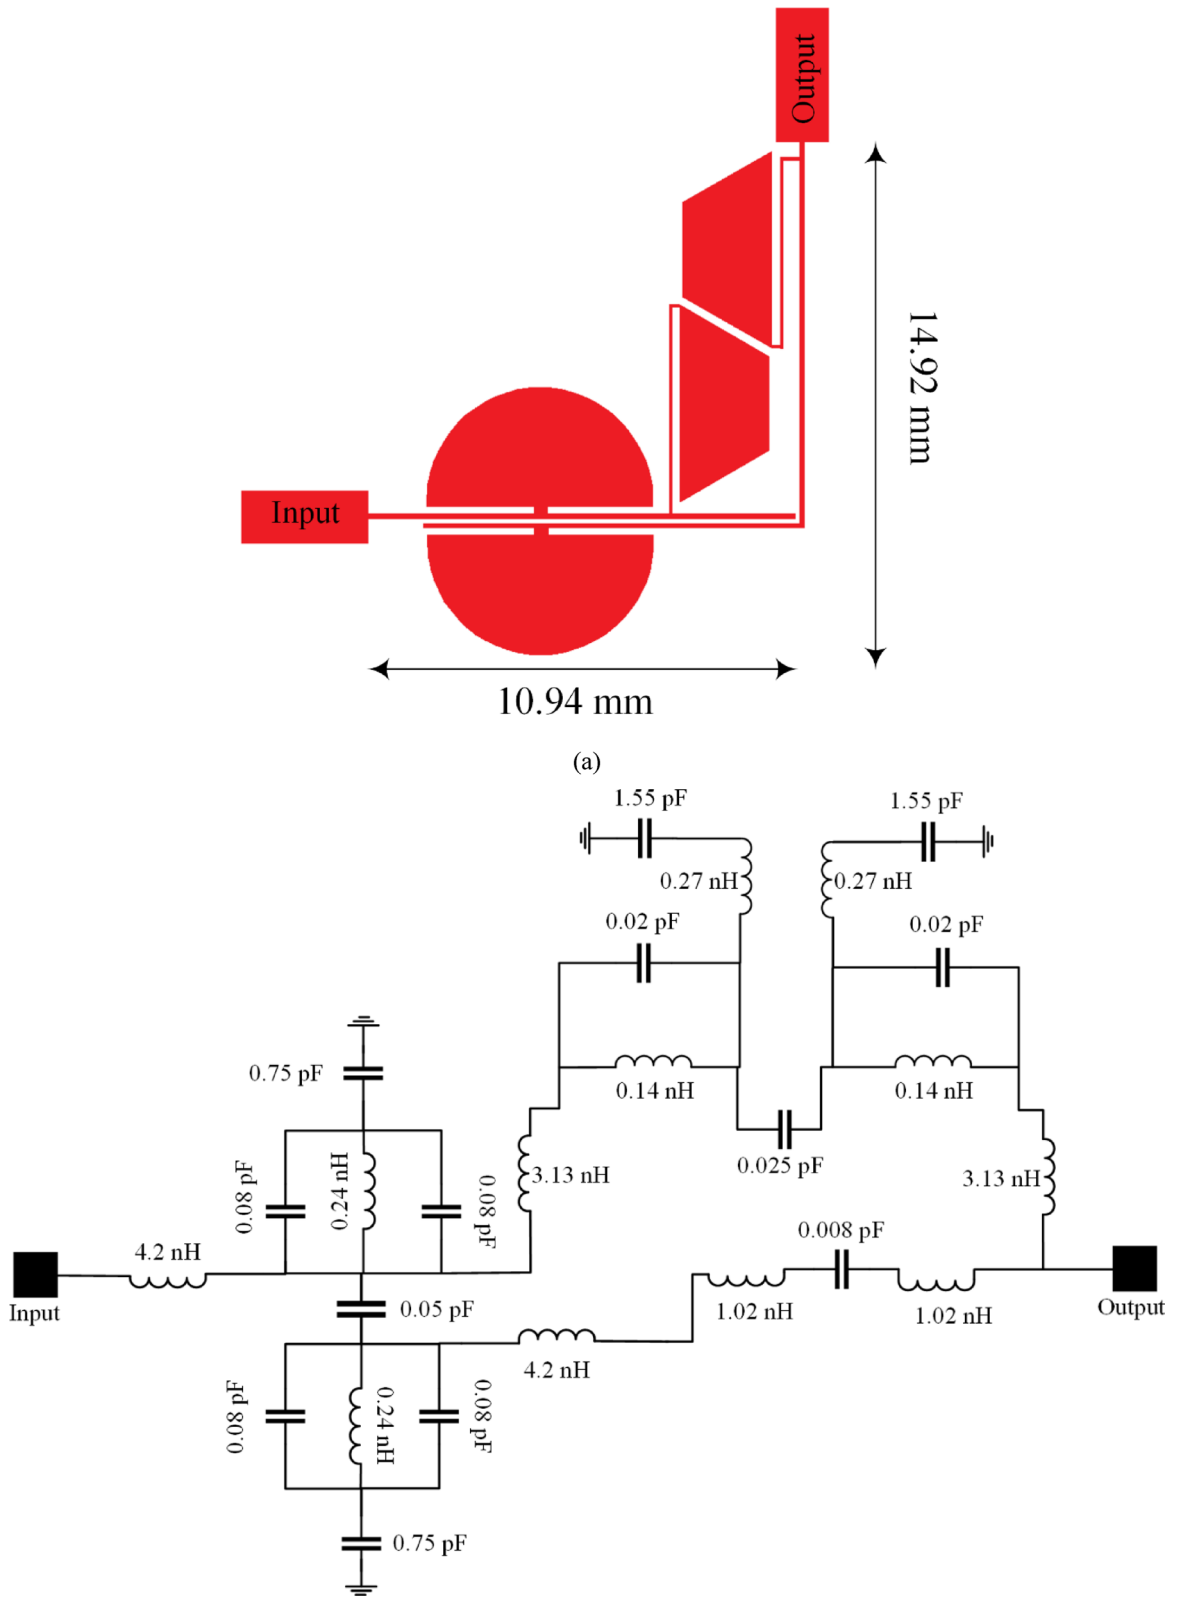 Output
14.92 mm
Input
10.94 mm
(a)
1.55 pF
1.55 pF
0.27 nH
0.27 nH
0.02 pF
0.02 pF
0.75 pF
0.14 nH
0.14 nH
0.025 pF
0.08 pF
0.24 nH
0.08 pF
3.13 nH
3.13 nH
0.008 pF
4.2 nH
Input
0.05 pF
1.02 nH
1.02 nH
Output
4.2 nH
0.08 pF
0.24 nH
0.08 pF
0.75 pF